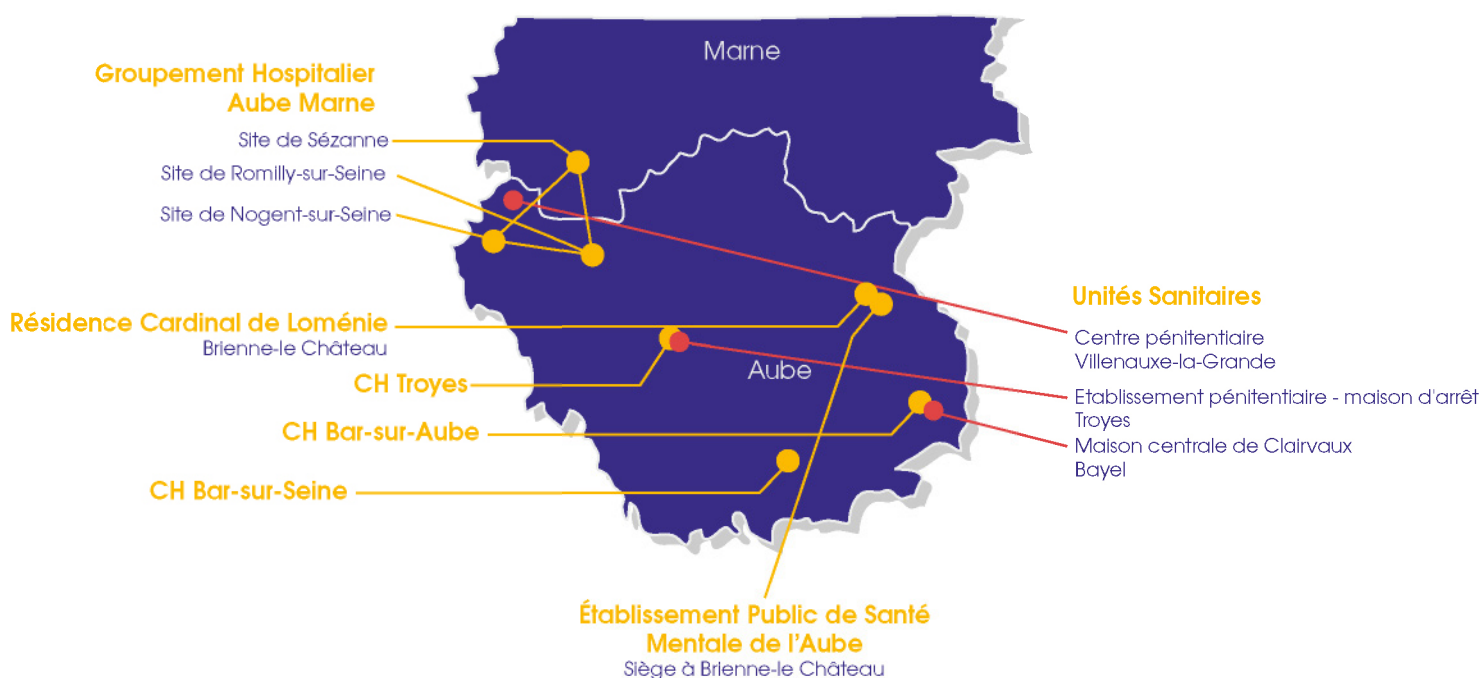 Marne
Groupement Hospitalier
Aube Marne
Site de Sézanne
Site de Romilly-sur-Seine
Site de Nogent-sur-Seine
Résidence Cardinal de Loménie
Brienne-le Château
CH Troyes
Aube
CH Bar-sur-Aube
CH Bar-sur-Seine
Unités Sanitaires
Centre pénitentiaire
Villenauxe-la-Grande
Etablissement pénitentiaire - maison d'arrêt
Troyes
Maison centrale de Clairvaux
Bayel
Établissement Public de Santé
Mentale de l'Aube
Siège à Brienne-le Château